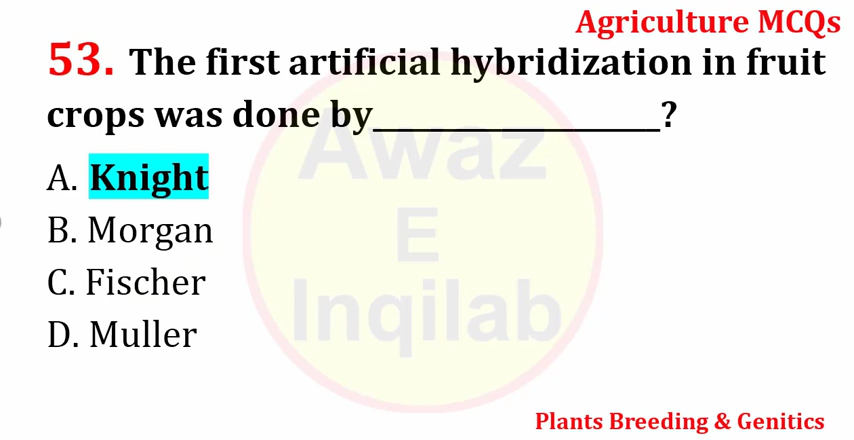 Agriculture MCQs
53. The first artificial hybridization in fruit
crops was done by____________________?
A. Knight
B. Morgan
C. Fischer
D. Muller
Awaz
E
Inqilab
Plants Breeding & Genitics